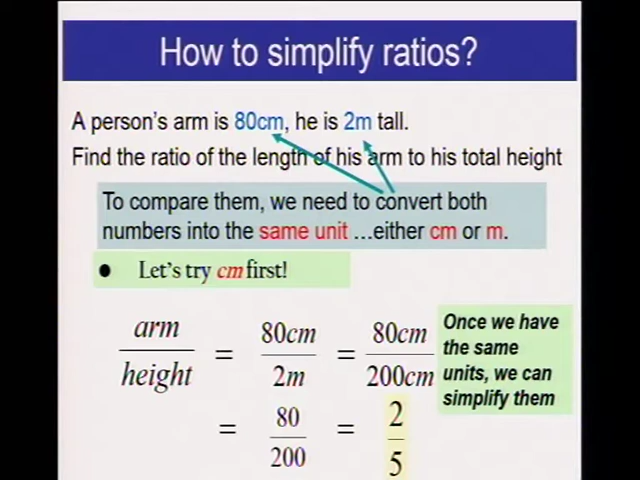 How to simplify ratios?
A person's arm is 80cm, he is 2m tall.
Find the ratio of the length of his arm to his total height
To compare them, we need to convert both
numbers into the same unit …either cm or m.
● Let's try cm first!
arm/height = 80cm/2m = 80cm/200cm
= 80/200 = 2/5
Once we have
the same
units, we can
simplify them